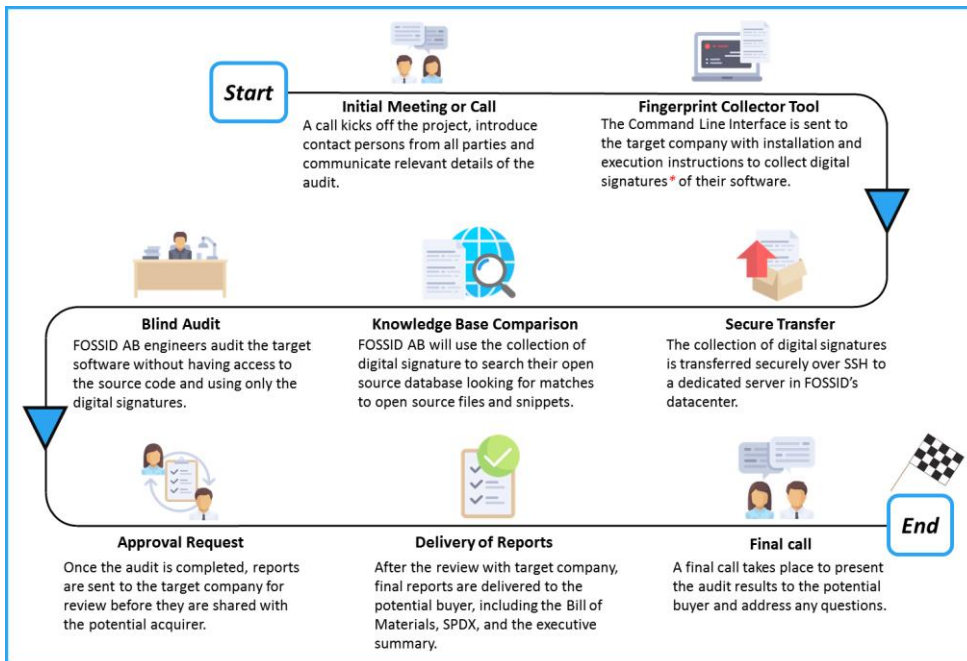 Start
Initial Meeting or Call
A call kicks off the project, introduce
contact persons from all parties and
communicate relevant details of the
audit.
Fingerprint Collector Tool
The Command Line Interface is sent to
the target company with installation and
execution instructions to collect digital
signatures* of their software.
Secure Transfer
The collection of digital signatures
is transferred securely over SSH to
a dedicated server in FOSSID's
datacenter.
Knowledge Base Comparison
FOSSID AB will use the collection of
digital signature to search their open
source database looking for matches
to open source files and snippets.
Blind Audit
FOSSID AB engineers audit the target
software without having access to
the source code and using only the
digital signatures.
Approval Request
Once the audit is completed, reports
are sent to the target company for
review before they are shared with
the potential acquirer.
Delivery of Reports
After the review with target company,
final reports are delivered to the
potential buyer, including the Bill of
Materials, SPDX, and the executive
summary.
Final call
A final call takes place to present
the audit results to the potential
buyer and address any questions.
End